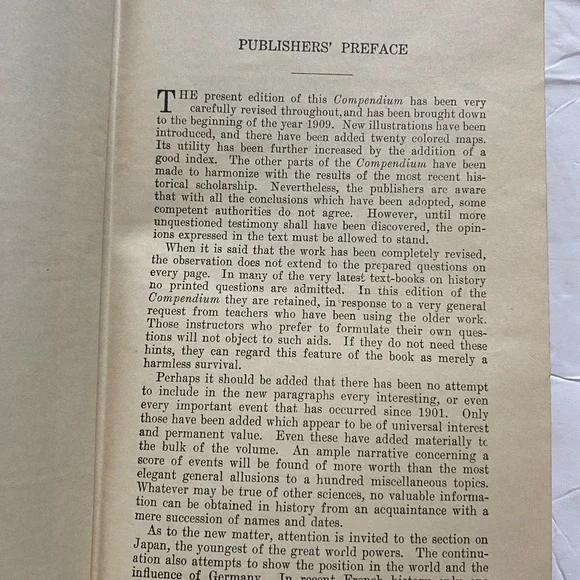 PUBLISHERS' PREFACE
THE present edition of this Compendium has been very
carefully revised throughout, and has been brought down
to the beginning of the year 1909. New illustrations have been
introduced, and there have been added twenty colored maps.
Its utility has been further increased by the addition of a
good index. The other parts of the Compendium have been
made to harmonize with the results of the most recent his-
torical scholarship. Nevertheless, the publishers are aware
that with all the conclusions which have been adopted, some
competent authorities do not agree. However, until more
unquestioned testimony shall have been discovered, the opin-
ions expressed in the text must be allowed to stand.
When it is said that the work has been completely revised,
the observation does not extend to the prepared questions on
every page. In many of the very latest text-books on history
no printed questions are admitted. In this edition of the
Compendium they are retained, in response to a very general
request from teachers who have been using the older work.
Those instructors who prefer to formulate their own ques-
tions will not object to such aids. If they do not need these
hints, they can regard this feature of the book as merely a
harmless survival.
Perhaps it should be added that there has been no attempt
to include in the new paragraphs every interesting, or even
every important event that has occurred since 1901. Only
those have been added which appear to be of universal interest
and permanent value. Even these have added materially to
the bulk of the volume. An ample narrative concerning a
score of events will be found of more worth than the most
elegant general allusions to a hundred miscellaneous topics.
Whatever may be true of other sciences, no valuable informa-
tion can be obtained in history from an acquaintance with a
mere succession of names and dates.
As to the new matter, attention is invited to the section on
Japan, the youngest of the great world powers. The continu-
ation also attempts to show the position in the world and the
influence of Germany. In recent French history